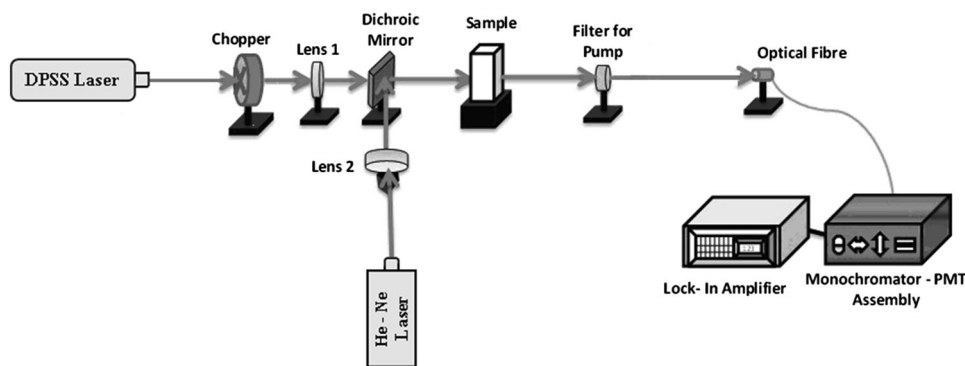 Dichroic
Mirror
Sample
Chopper
Lens 1
Filter for
Pump
Optical Fibre
DPSS Laser
Lens 2
He - Ne
Laser
Lock- In Amplifier
Monochromator - PMT
Assembly